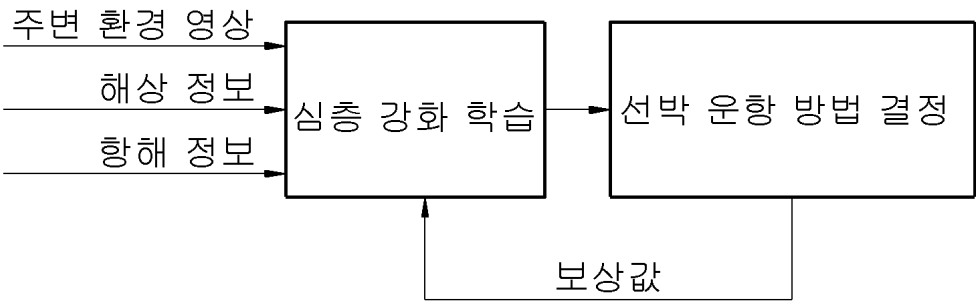 주변 환경 영상
해상 정보
항해 정보
심층 강화 학습
선박 운항 방법 결정
보상값